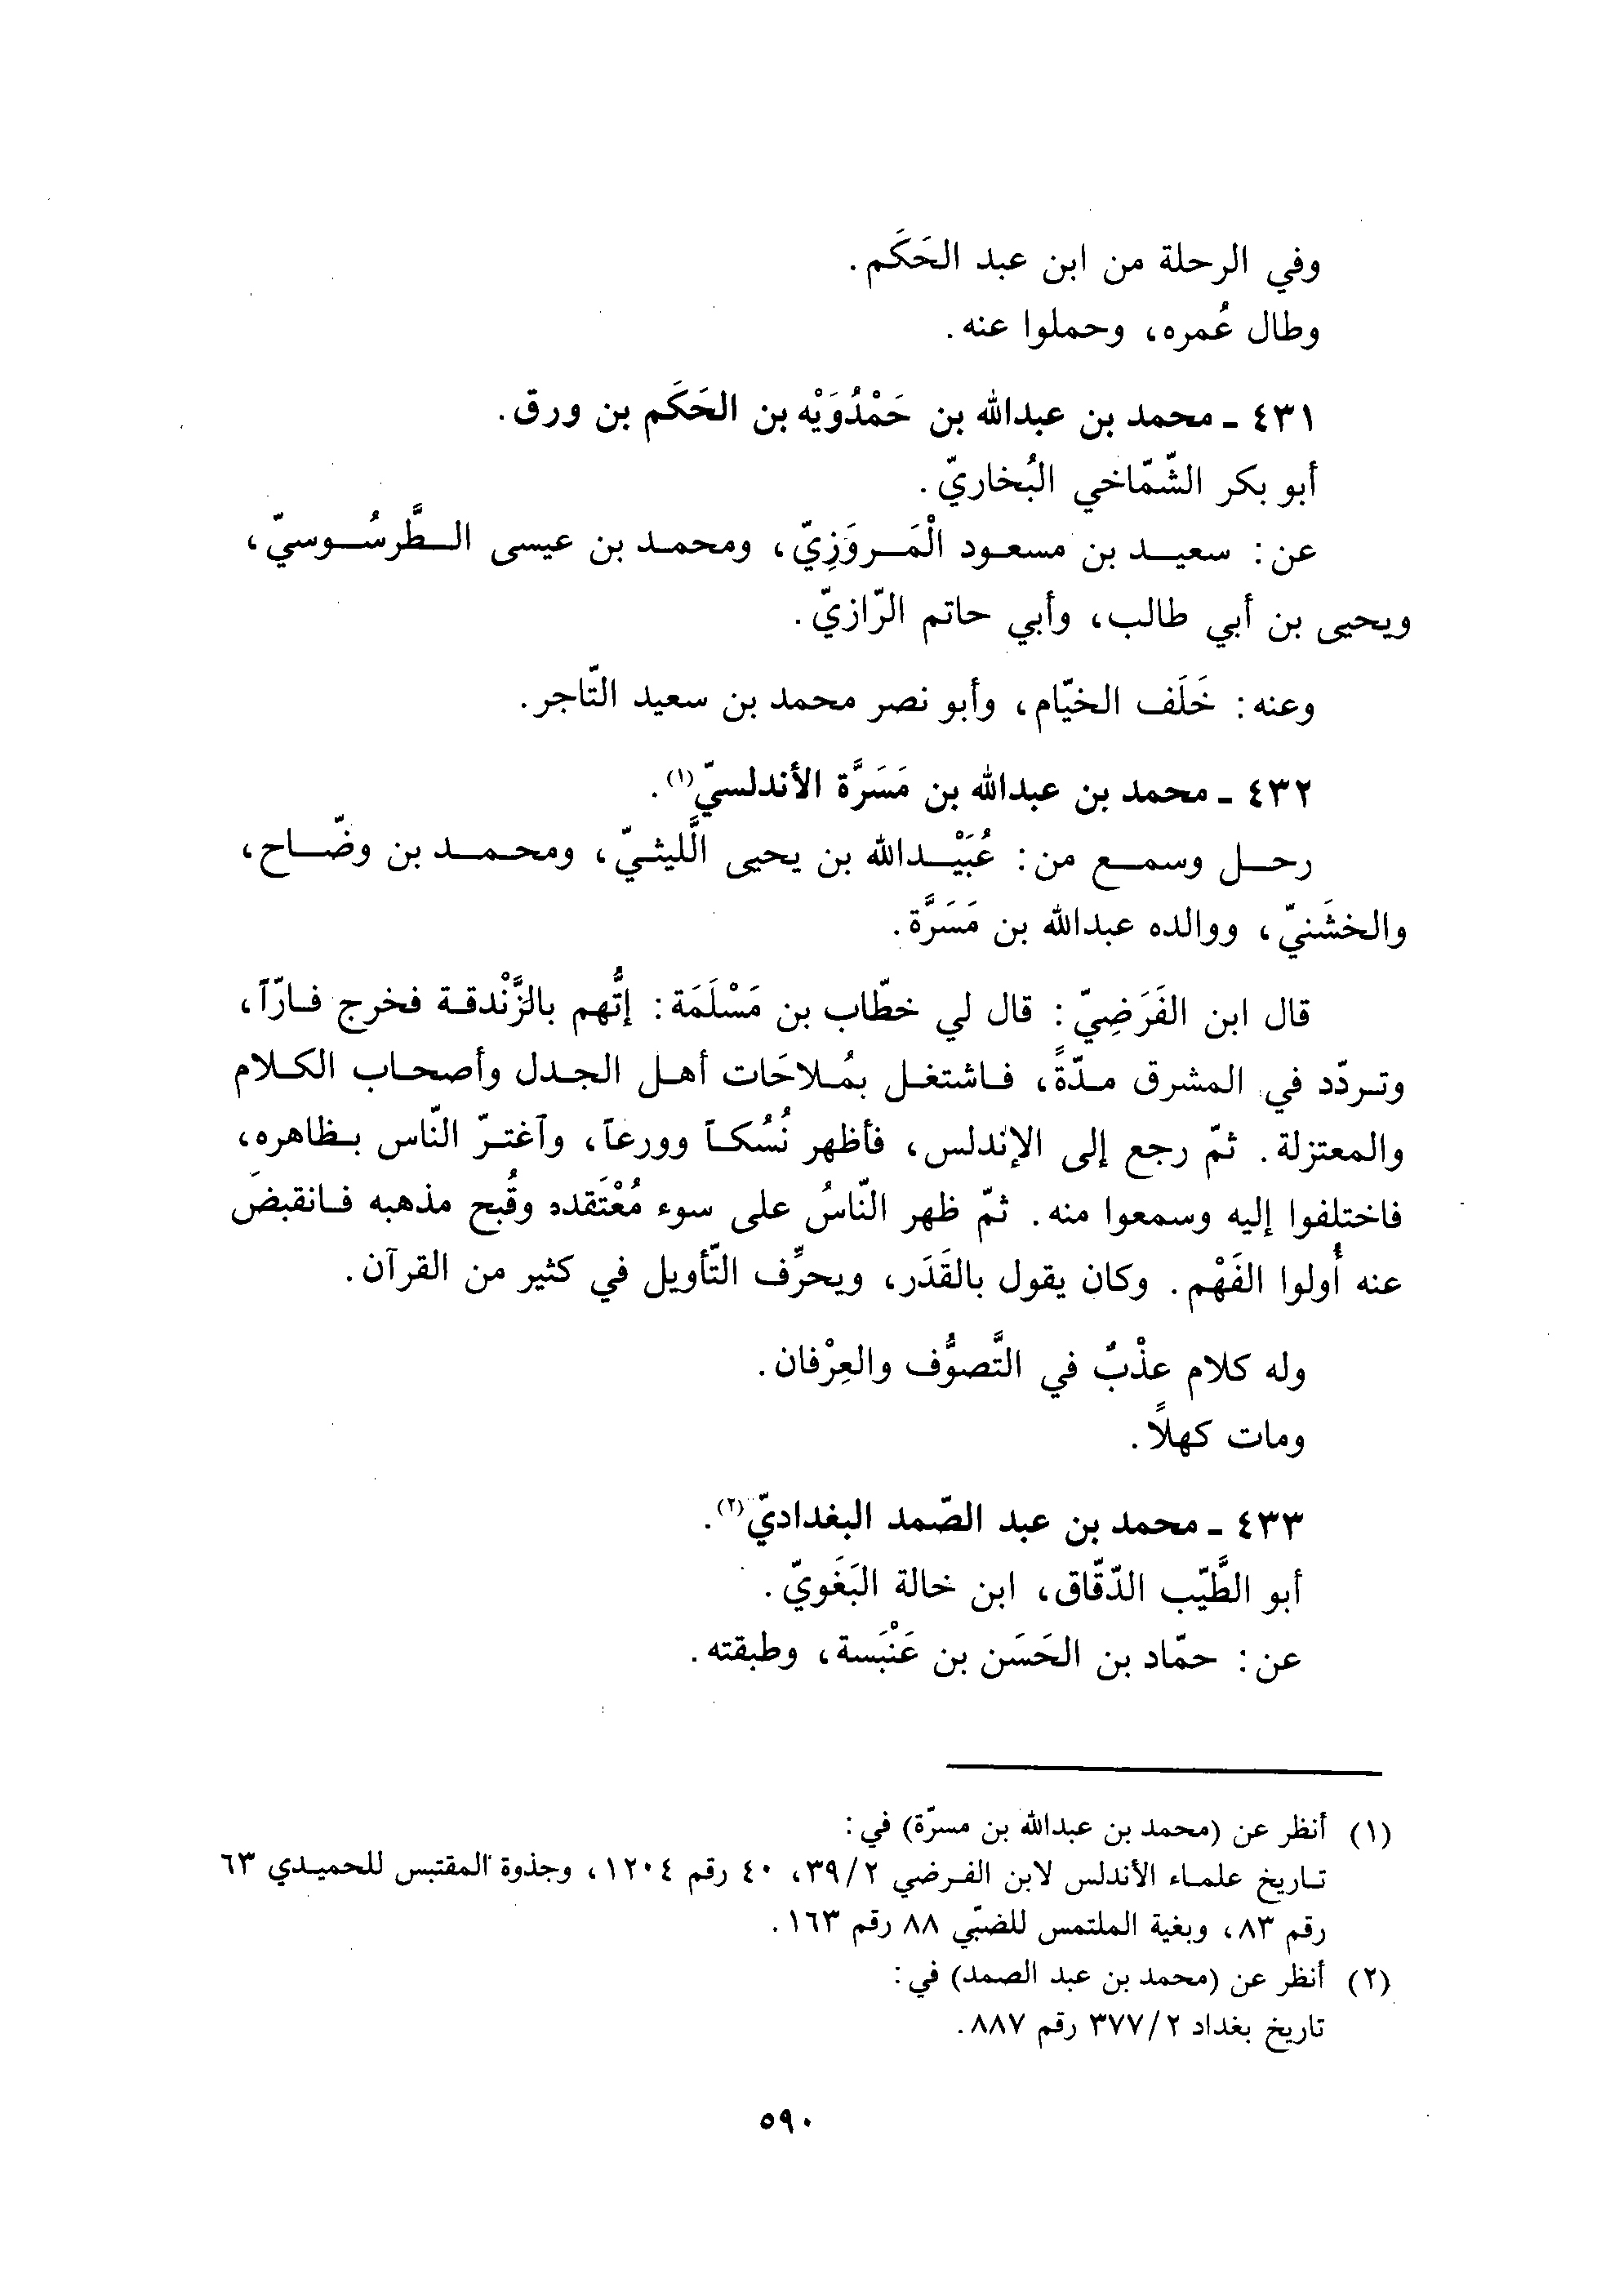 وفي الرحلة من ابن عبد الحَكَم.
وطال عُمره، وحملوا عنه.
٤٣١ ـ محمد بن عبدالله بن حَمْدُوَيْه بن الحَكَم بن ورق.
أبو بكر الشّمّاخي البُخاريّ.
عن: سعيد بن مسعود الْمَروَزِيّ، ومحمد بن عيسى الطَّرسُوسيّ،
ويحيى بن أبي طالب، وأبي حاتم الرّازيّ.
وعنه: خَلَف الخيّام، وأبو نصر محمد بن سعيد التّاجر.
٤٣٢ ـ محمد بن عبدالله بن مَسَرَّة الأندلسيّ(١).
رحل وسمع من: عُبَيْدالله بن يحيى اللَّيثيّ، ومحمد بن وضّاح،
والخشَنيّ، ووالده عبدالله بن مَسَرَّة.
قال ابن الفَرَضِيّ: قال لي خطّاب بن مَسْلَمَة: إتُّهم بالزَّنْدقة فخرج فارّاً،
وتردّد في المشرق مدّةً، فاشتغل بمُلاحَات أهل الجدل وأصحاب الكلام
والمعتزلة. ثمّ رجع إلى الإندلس، فأظهر نُسُكاً وورعاً، وآغترّ النّاس بظاهره،
فاختلفوا إليه وسمعوا منه. ثمّ ظهر النّاسُ على سوء مُعْتَقده وقُبح مذهبه فانقبضَ
عنه أُولوا الفَهْم. وكان يقول بالقَدَر، ويحرِّف التّأويل في كثير من القرآن.
وله كلام عذْبٌ في التَّصوُّف والعِرْفان.
ومات كهلاً.
٤٣٣ ـ محمد بن عبد الصّمد البغداديّ(٢).
أبو الطَّيّب الدّقّاق، ابن خالة البَغَويّ.
عن: حمّاد بن الحَسَن بن عَنْبَسة، وطبقته.
(١) أنظر عن (محمد بن عبدالله بن مسرّة) في:
تاريخ علماء الأندلس لابن الفرضي ٣٩/٢، ٤٠ رقم ١٢٠٤، وجذوة المقتبس للحميدي ٦٣
رقم ٨٣، وبغية الملتمس للضبّي ٨٨ رقم ١٦٣.
(٢) أنظر عن (محمد بن عبد الصمد) في:
تاريخ بغداد ٣٧٧/٢ رقم ٨٨٧.
٥٩٠